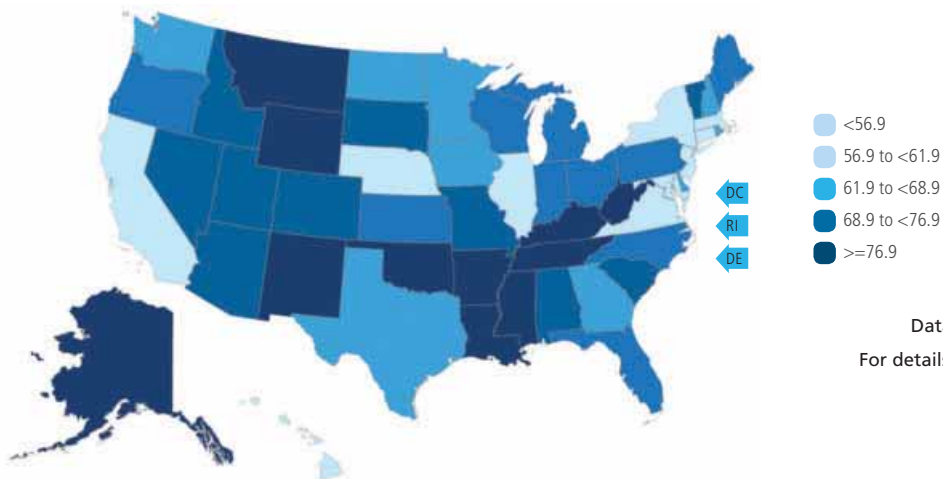 <56.9
56.9 to <61.9
61.9 to <68.9
68.9 to <76.9
>=76.9
DC
RI
DE
Dat
For details